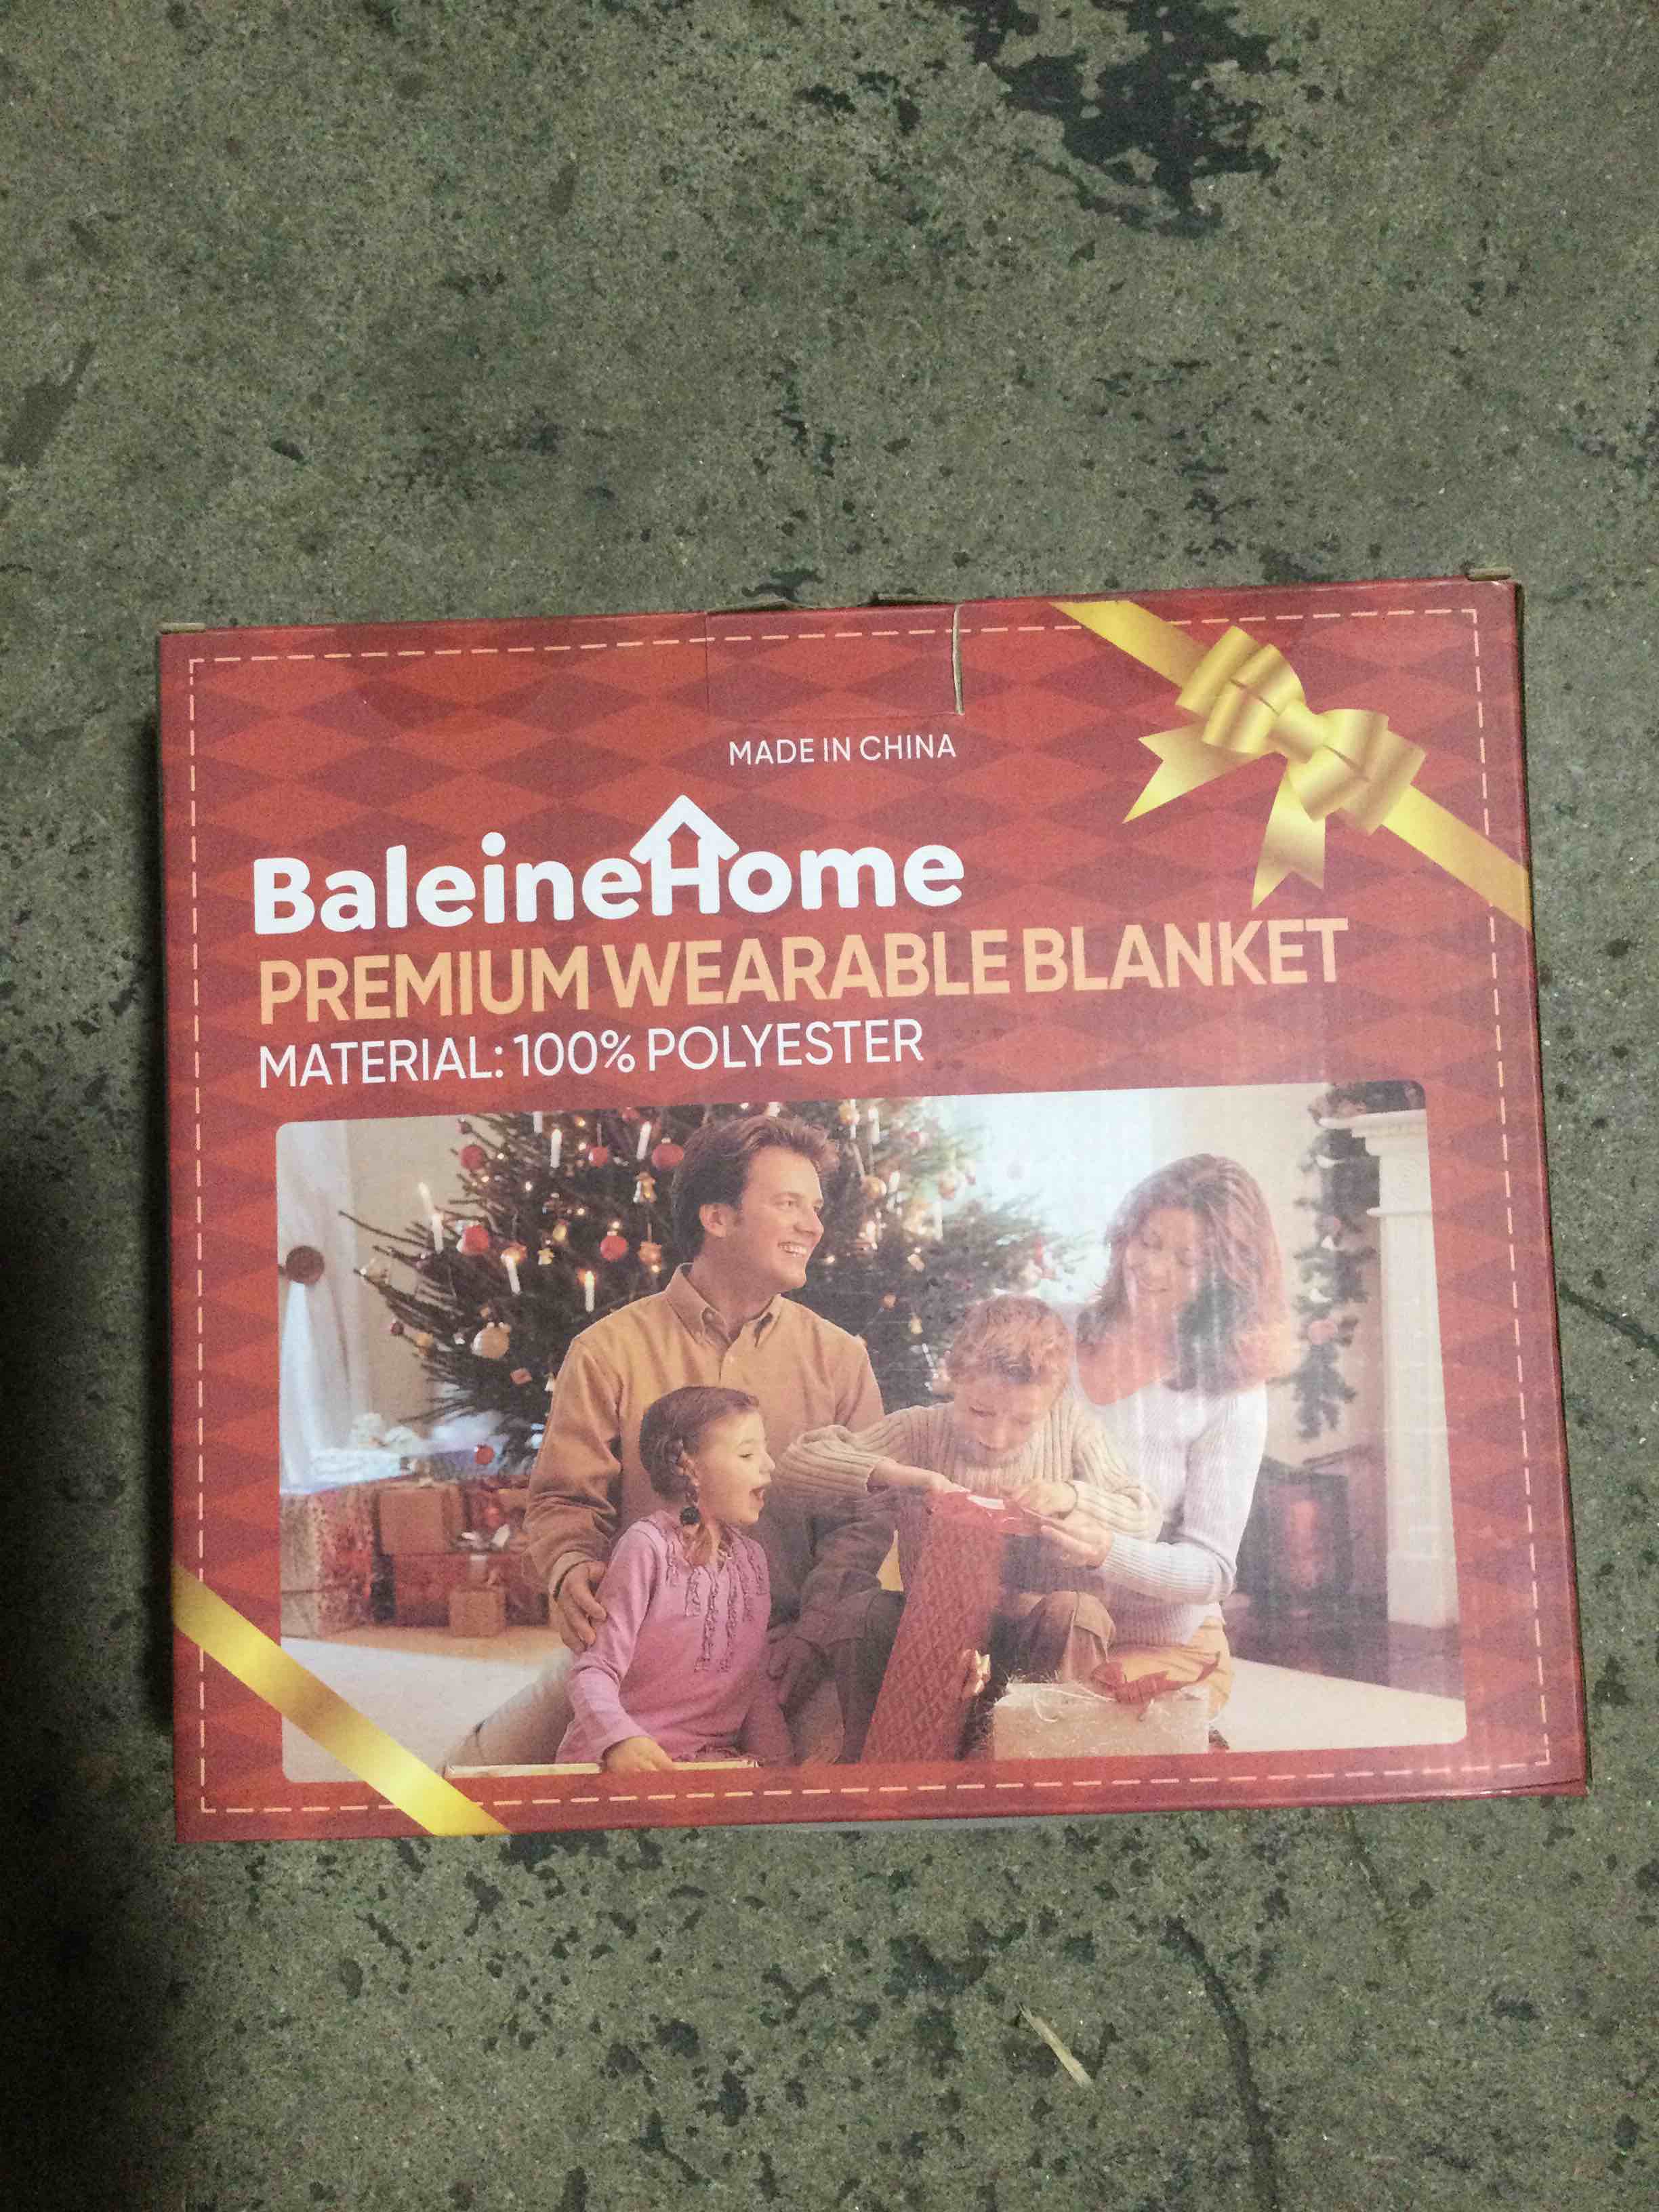 MADE IN CHINA
BaleineHome
PREMIUM WEARABLE BLANKET
MATERIAL: 100% POLYESTER